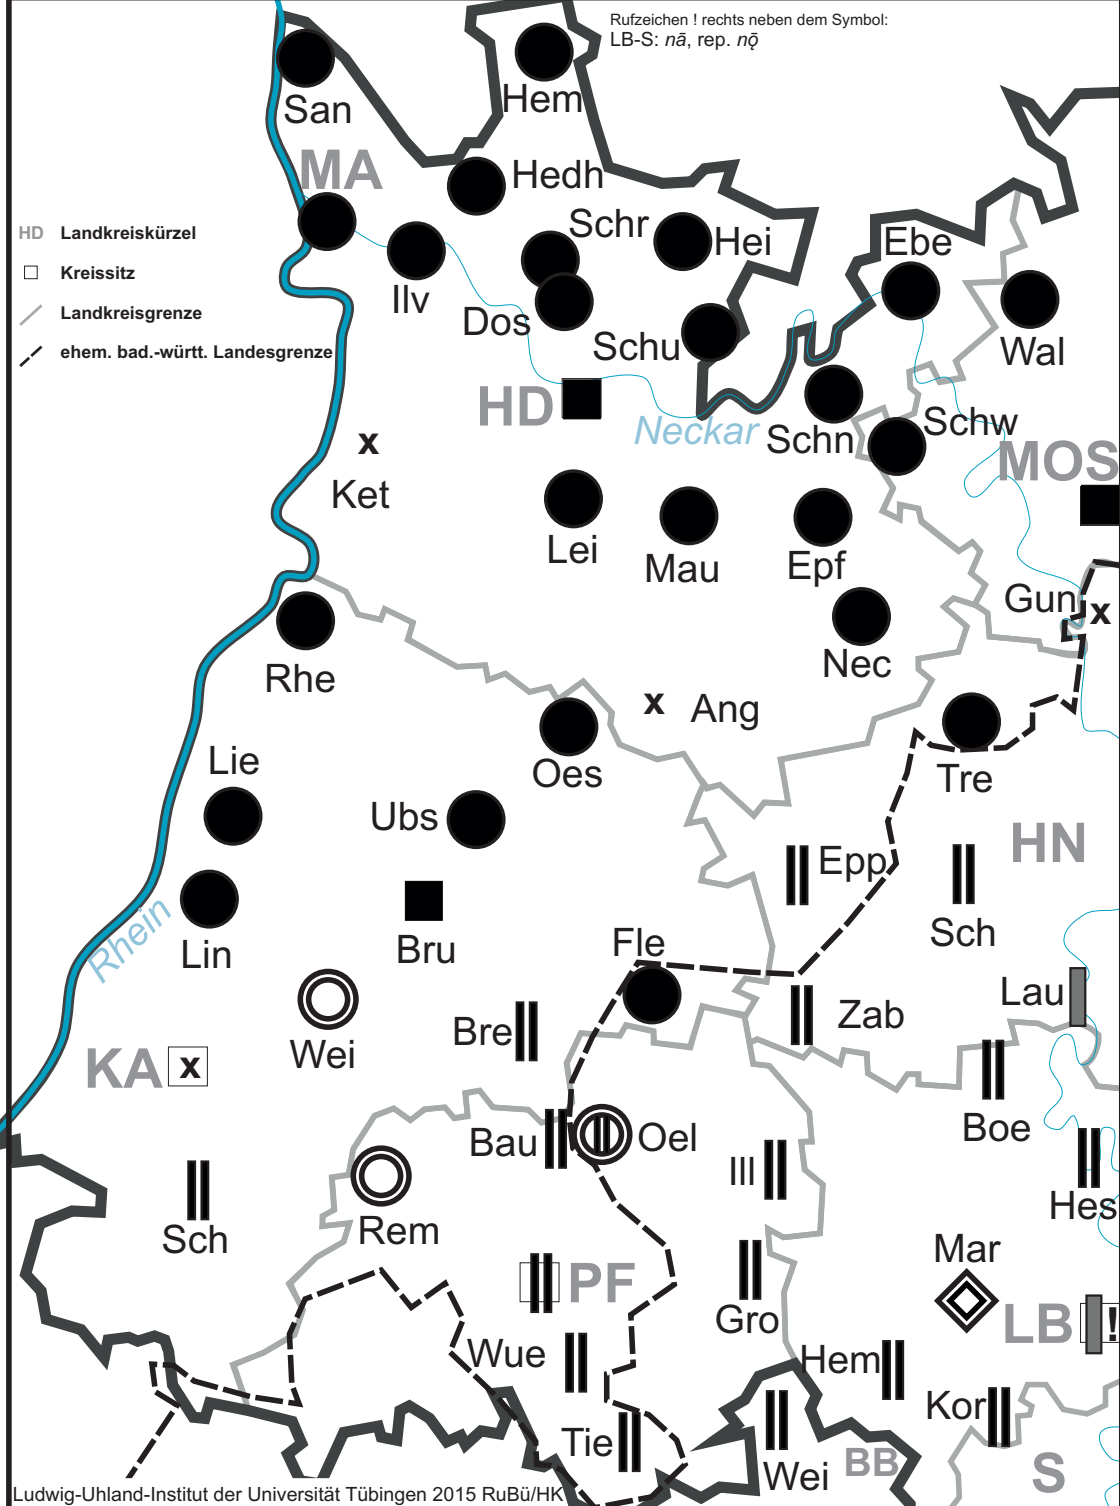 Rufzeichen ! rechts neben dem Symbol:
LB-S: nā, rep. nǭ
San
Hem
MA
Hedh
Schr
Hei
Ebe
HD Landkreiskürzel
Kreissitz
Landkreisgrenze
ehem. bad.-württ. Landesgrenze
Ilv
Dos
Schu
Wal
HD
Neckar
Schn
Schw
MOS
x
Ket
Lei
Mau
Epf
Gun
x
Rhe
Nec
x
Ang
Oes
Tre
Lie
Ubs
HN
Epp
Rhein
Lin
Bru
Sch
Fle
Lau
Wei
Bre
Zab
KA
x
Bau
Oel
Boe
Ill
Hes
Sch
Rem
Mar
PF
Gro
LB
!
Wue
Hem
Kor
Tie
Wei
BB
S
Ludwig-Uhland-Institut der Universität Tübingen 2015 RuBü/HK